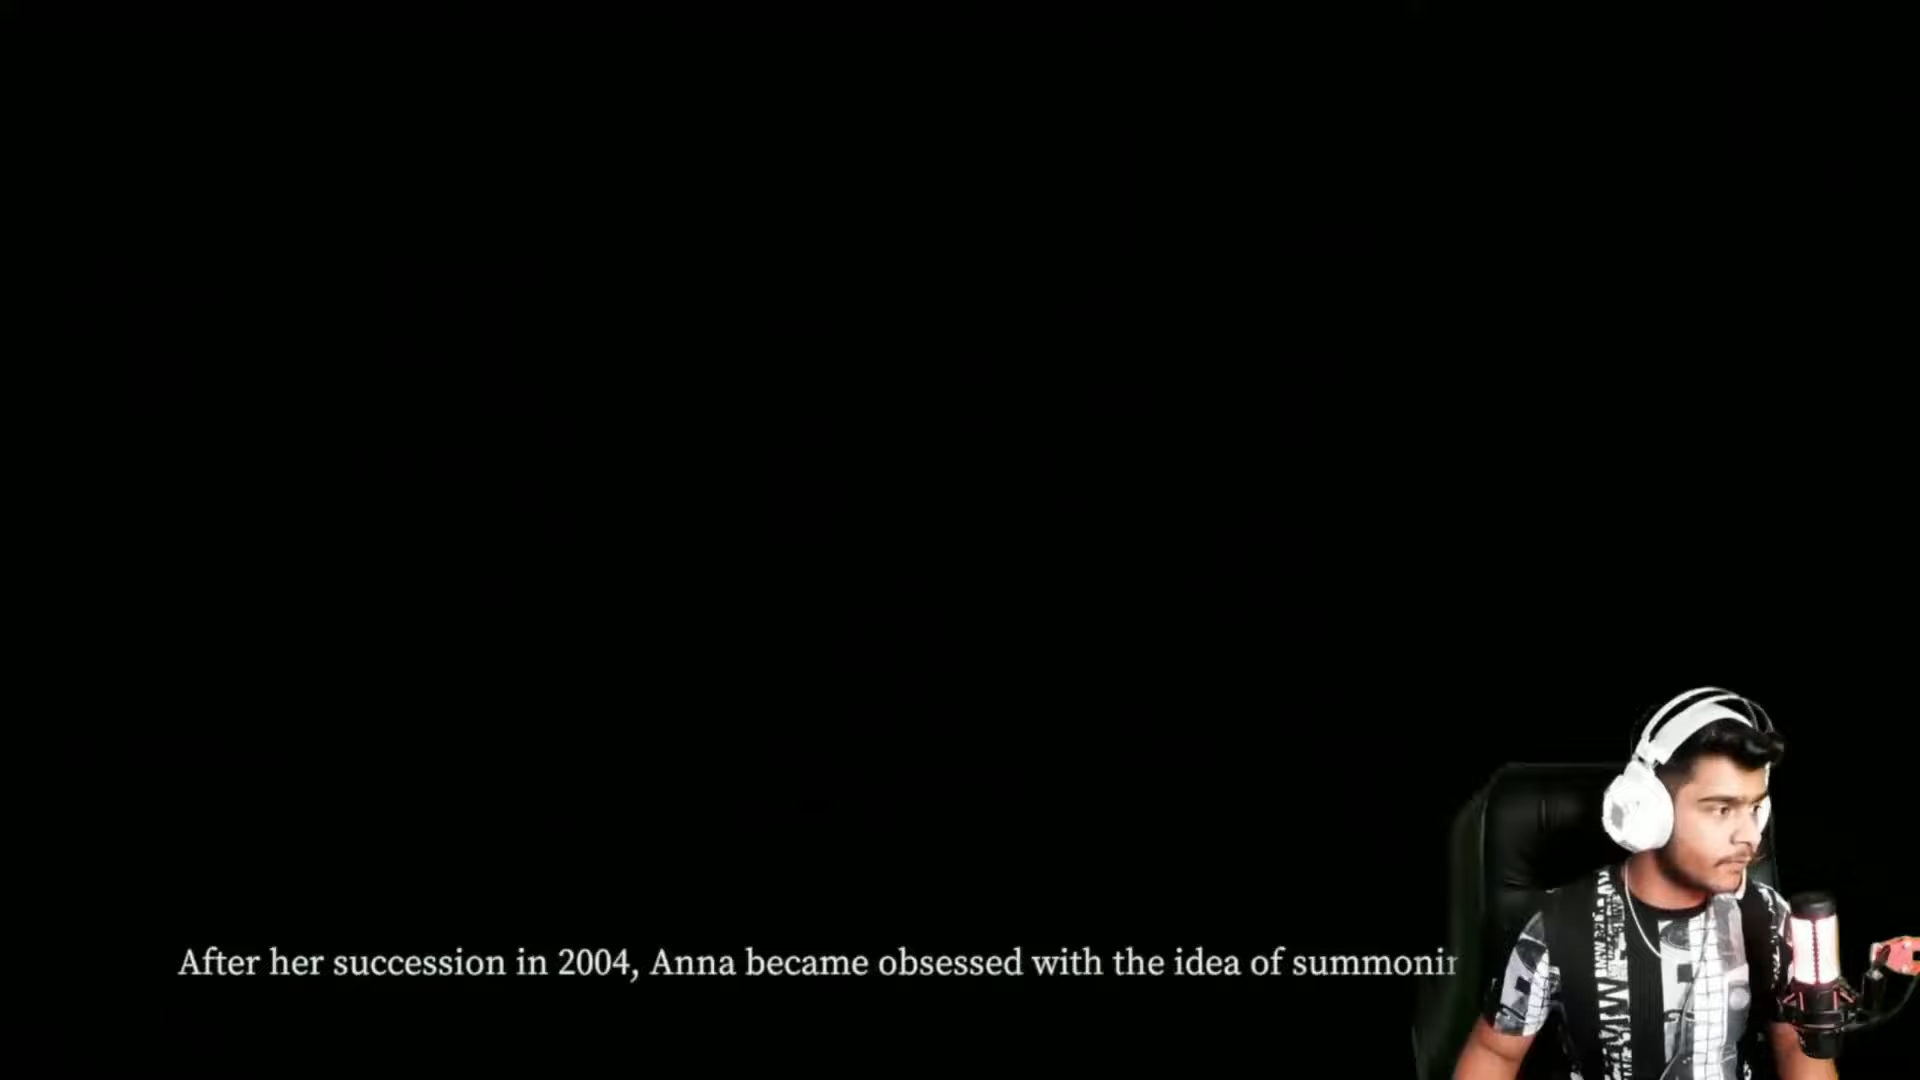 After her succession in 2004, Anna became obsessed with the idea of